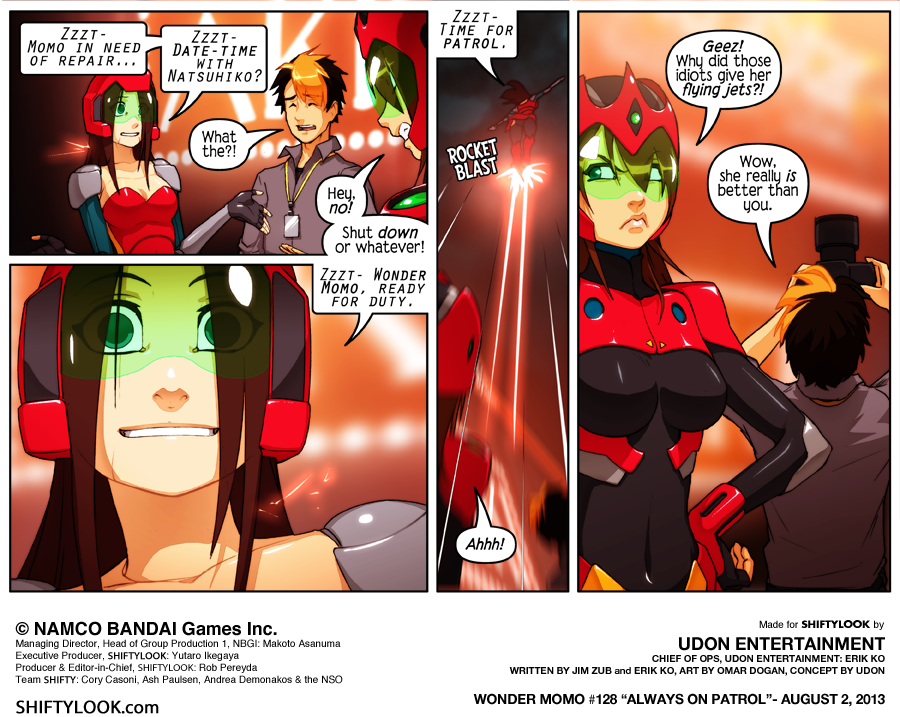 Zzzt-
Momo in need
of repair...
Zzzt-
Date-time
with
Natsuhiko?
What
the?!
Hey,
no!
Shut down
or whatever!
Zzzt- Wonder
Momo, ready
for duty.
Zzzt-
Time for
patrol.
ROCKET
BLAST
Ahhh!
Geez!
Why did those
idiots give her
flying jets?!
Wow,
she really is
better than
you.
© NAMCO BANDAI Games Inc.
Managing Director, Head of Group Production 1, NBGI: Makoto Asanuma
Executive Producer, SHIFTYLOOK: Yutaro Ikegaya
Producer & Editor-in-Chief, SHIFTYLOOK: Rob Pereyda
Team SHIFTY: Cory Casoni, Ash Paulsen, Andrea Demonakos & the NSO
SHIFTYLOOK.com
Made for SHIFTYLOOK by
UDON ENTERTAINMENT
CHIEF OF OPS, UDON ENTERTAINMENT: ERIK KO
WRITTEN BY JIM ZUB and ERIK KO, ART BY OMAR DOGAN, CONCEPT BY UDON
WONDER MOMO #128 “ALWAYS ON PATROL”- AUGUST 2, 2013